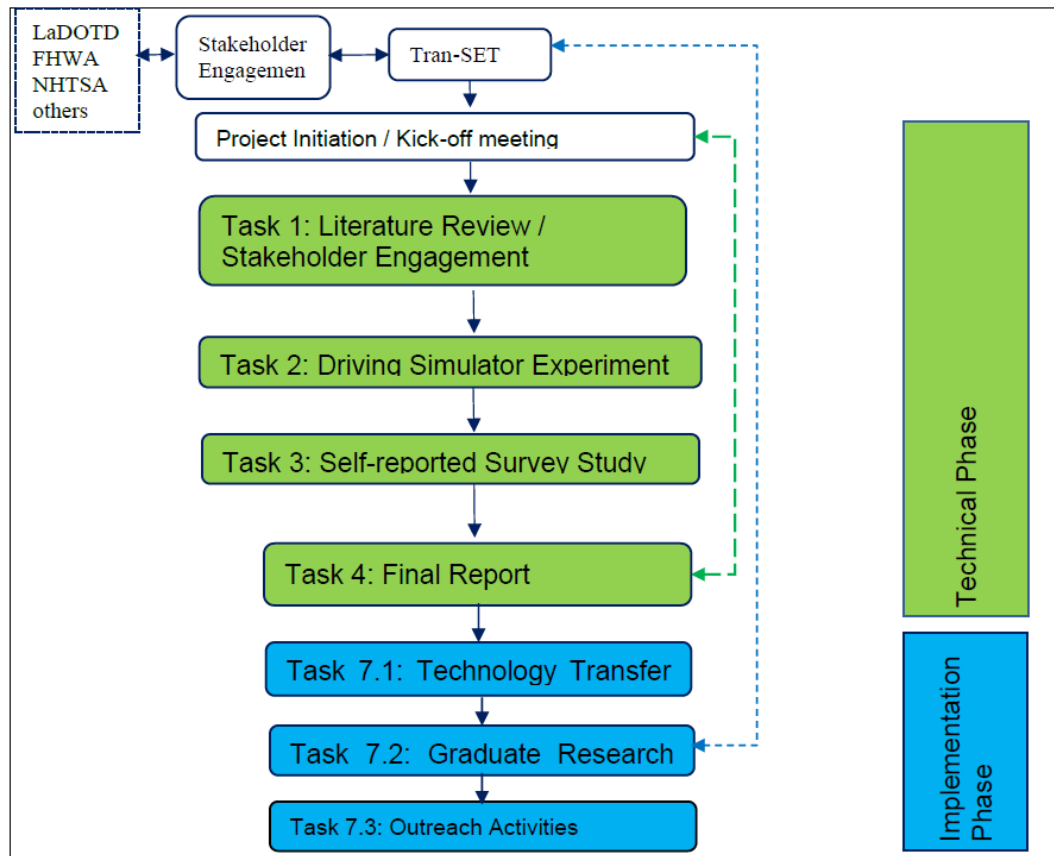 LaDOTD
FHWA
NHTSA
others
Stakeholder
Engagemen
Tran-SET
Project Initiation / Kick-off meeting
Task 1: Literature Review /
Stakeholder Engagement
Task 2: Driving Simulator Experiment
Task 3: Self-reported Survey Study
Task 4: Final Report
Task 7.1: Technology Transfer
Task 7.2: Graduate Research
Task 7.3: Outreach Activities
Technical Phase
Implementation
Phase